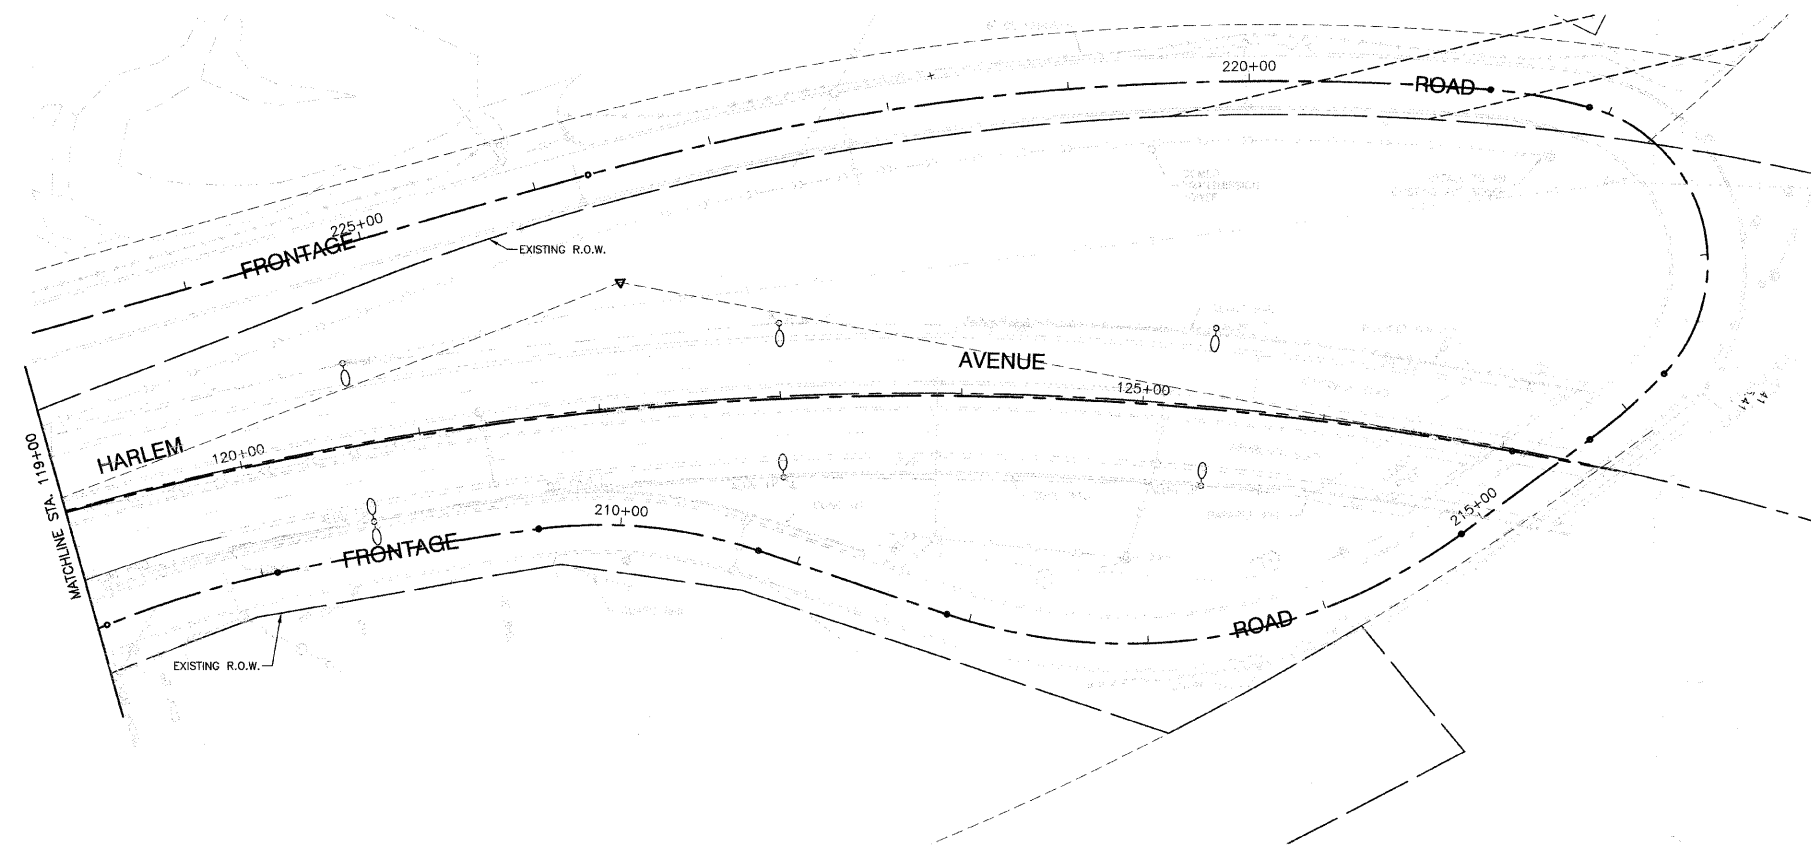 220+00
ROAD
225+00
FRONTAGE
EXISTING R.O.W.
AVENUE
125+00
HARLEM
120+00
MATCHLINE STA. 119+00
210+00
215+00
FRONTAGE
ROAD
EXISTING R.O.W.